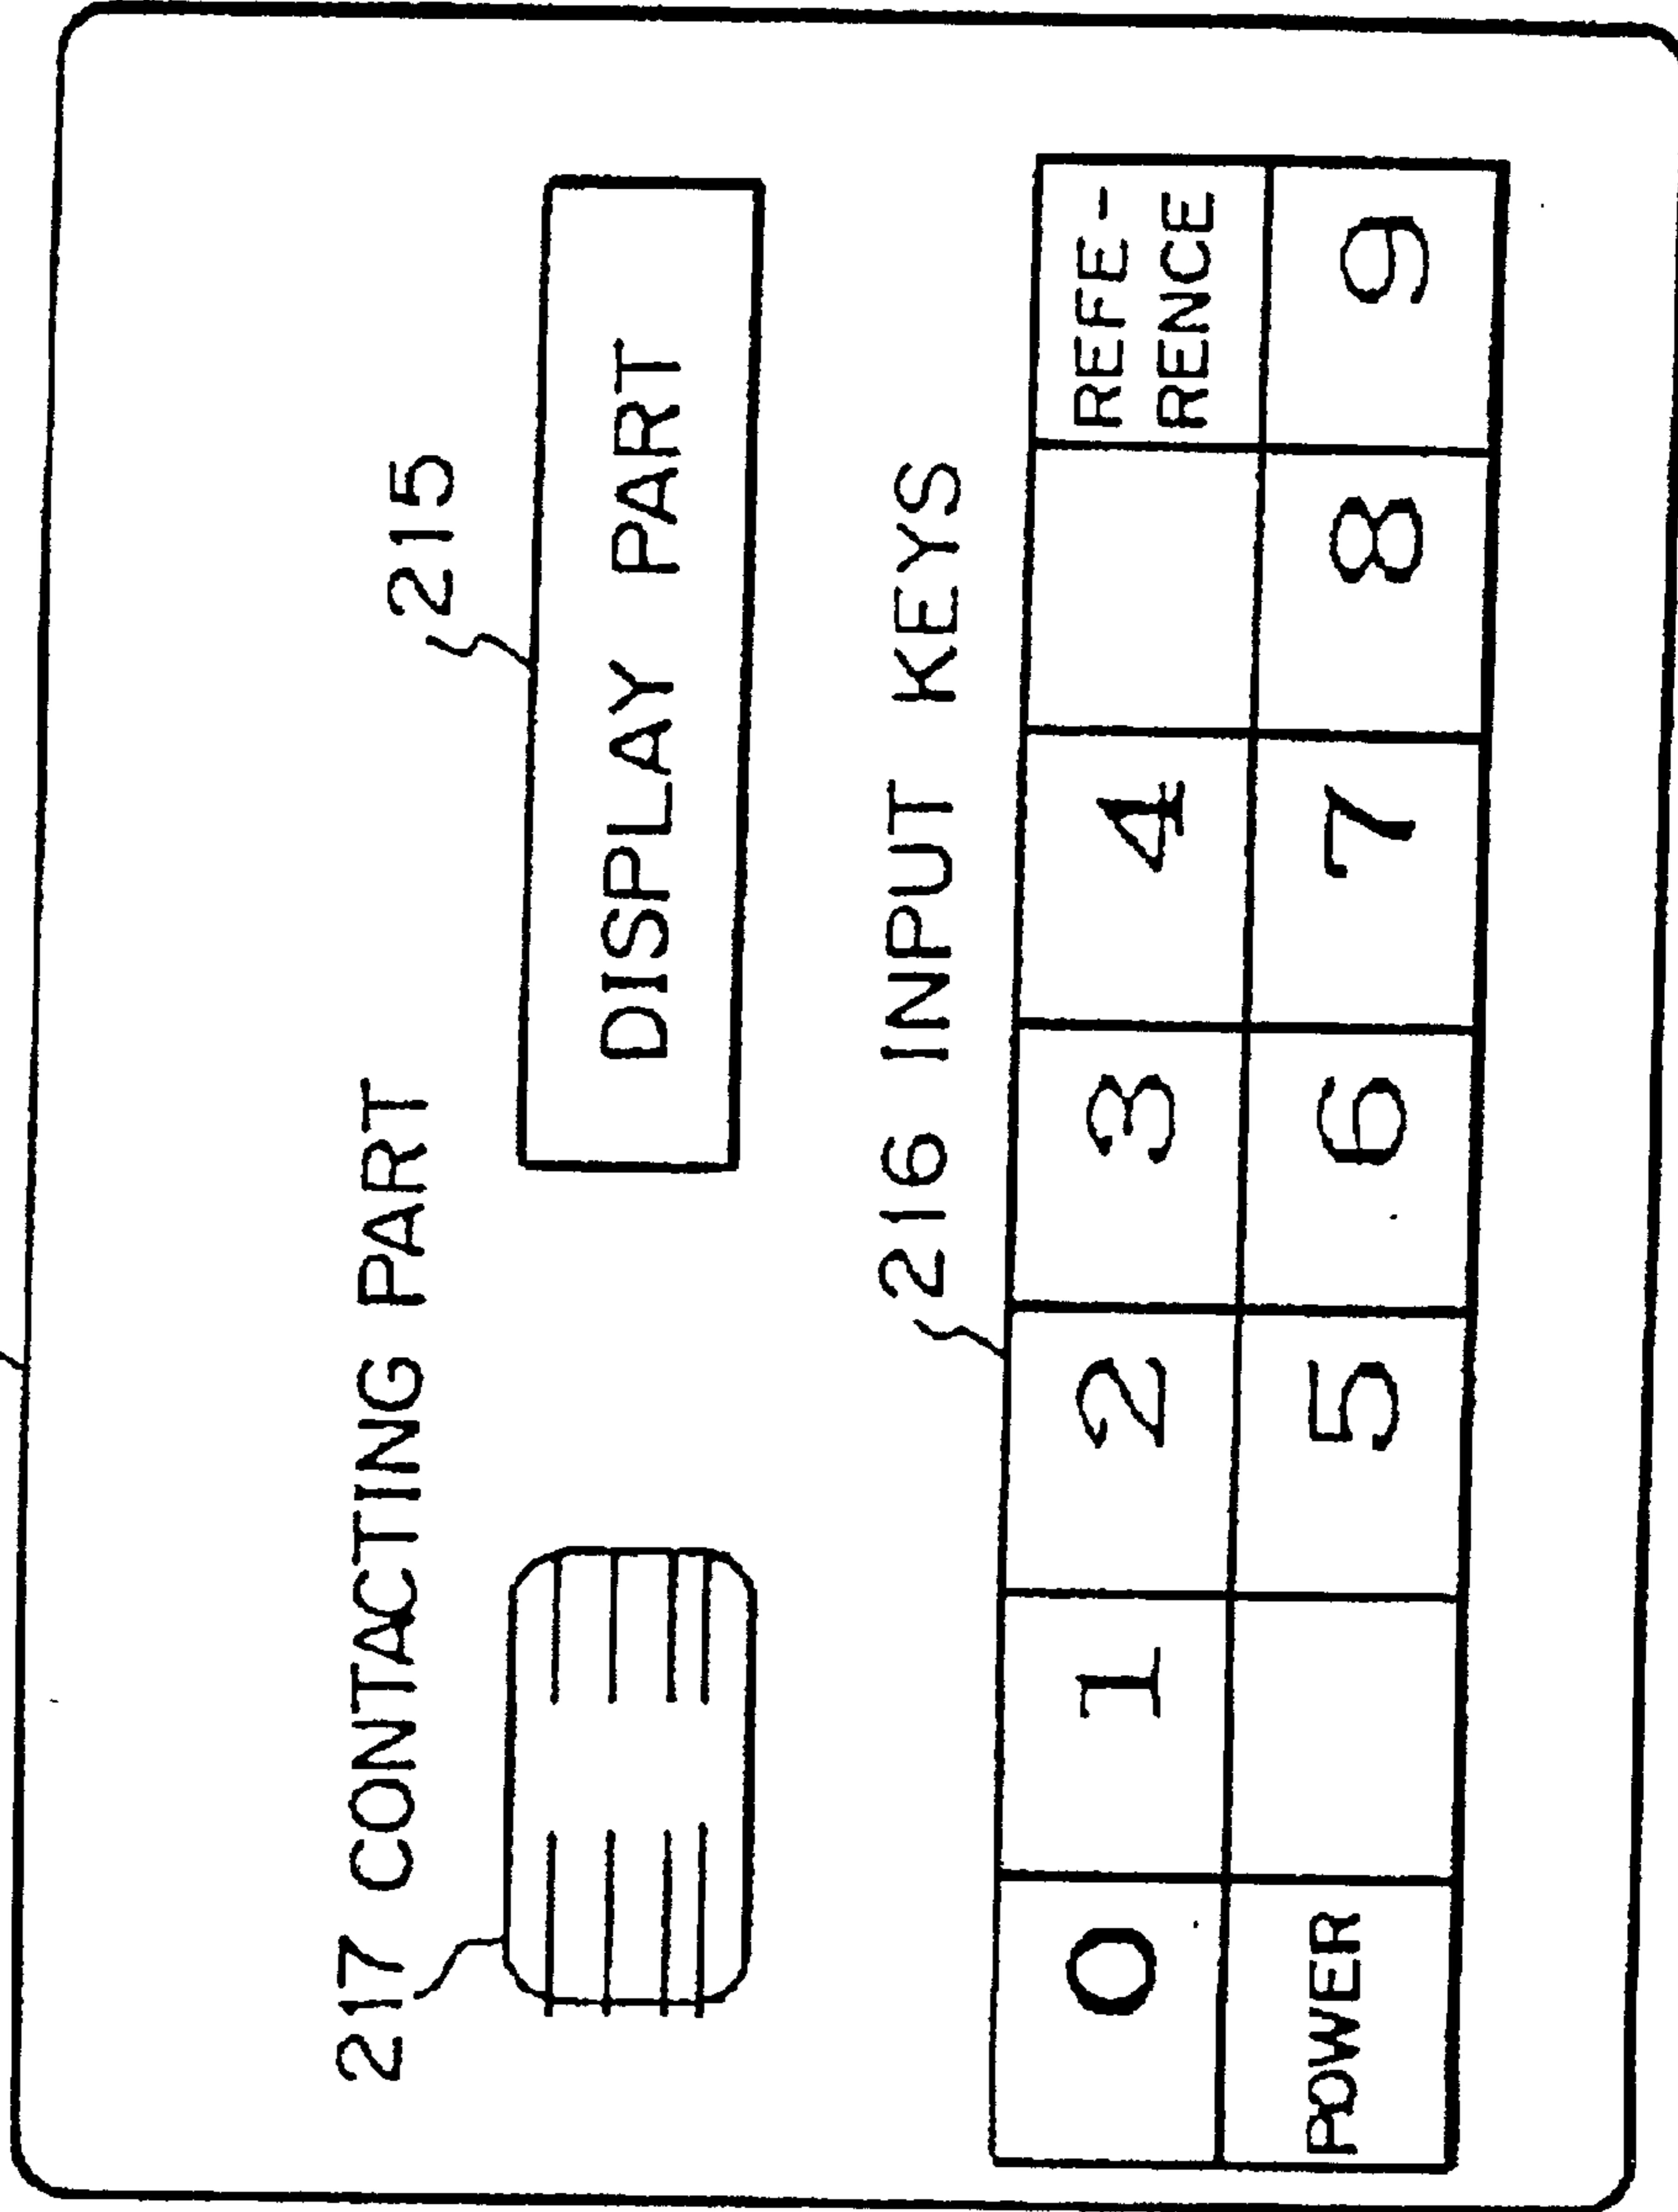 215
217 CONTACTING PART
DISPLAY PART
216 INPUT KEYS
0 1 2 3 4 REFE-
RENCE
POWER 5 6 7 8 9